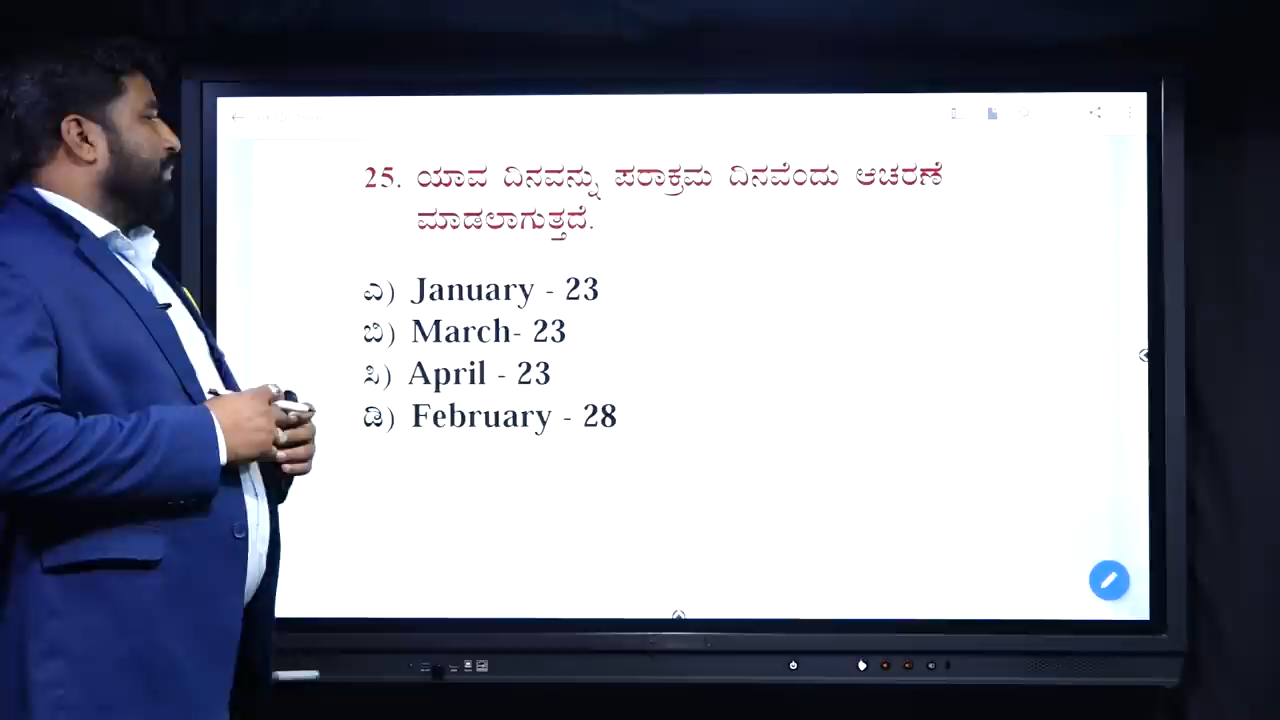 25. ಯಾವ ದಿನವನ್ನು ಪರಾಕ್ರಮ ದಿನವೆಂದು ಆಚರಣೆ
ಮಾಡಲಾಗುತ್ತದೆ.
ಎ) January - 23
ಬಿ) March- 23
ಸಿ) April - 23
ಡಿ) February - 28